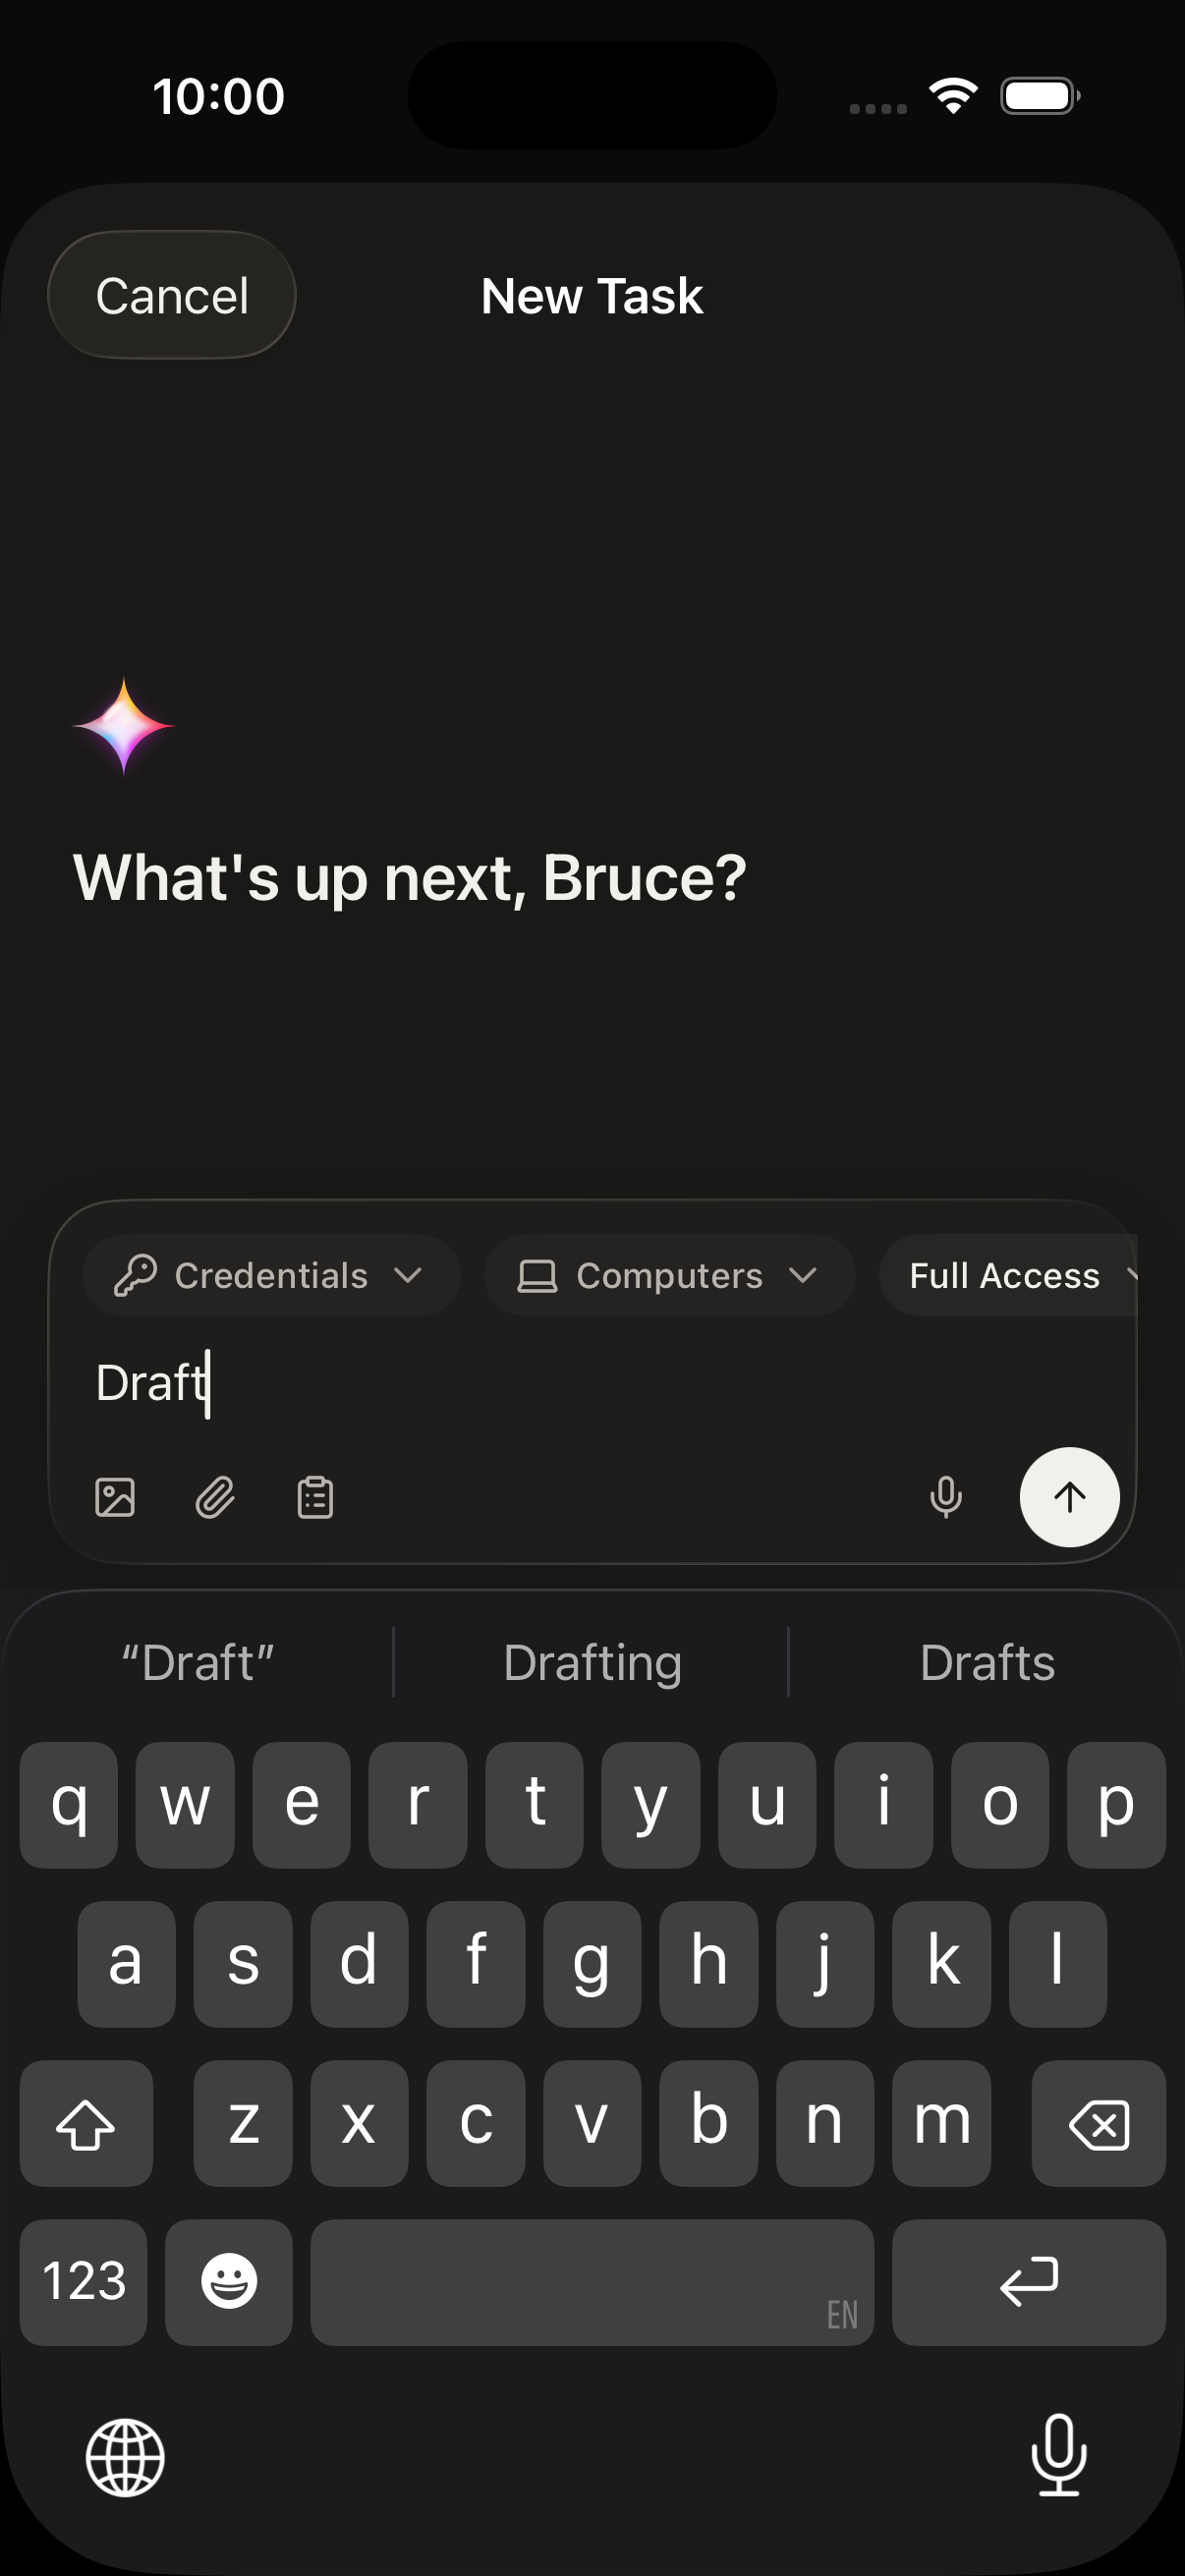 10:00
Cancel
New Task
What's up next, Bruce?
Credentials
Computers
Full Access
Draft
“Draft”
Drafting
Drafts
q w e r t y u i o p
a s d f g h j k l
z x c v b n m
123
EN